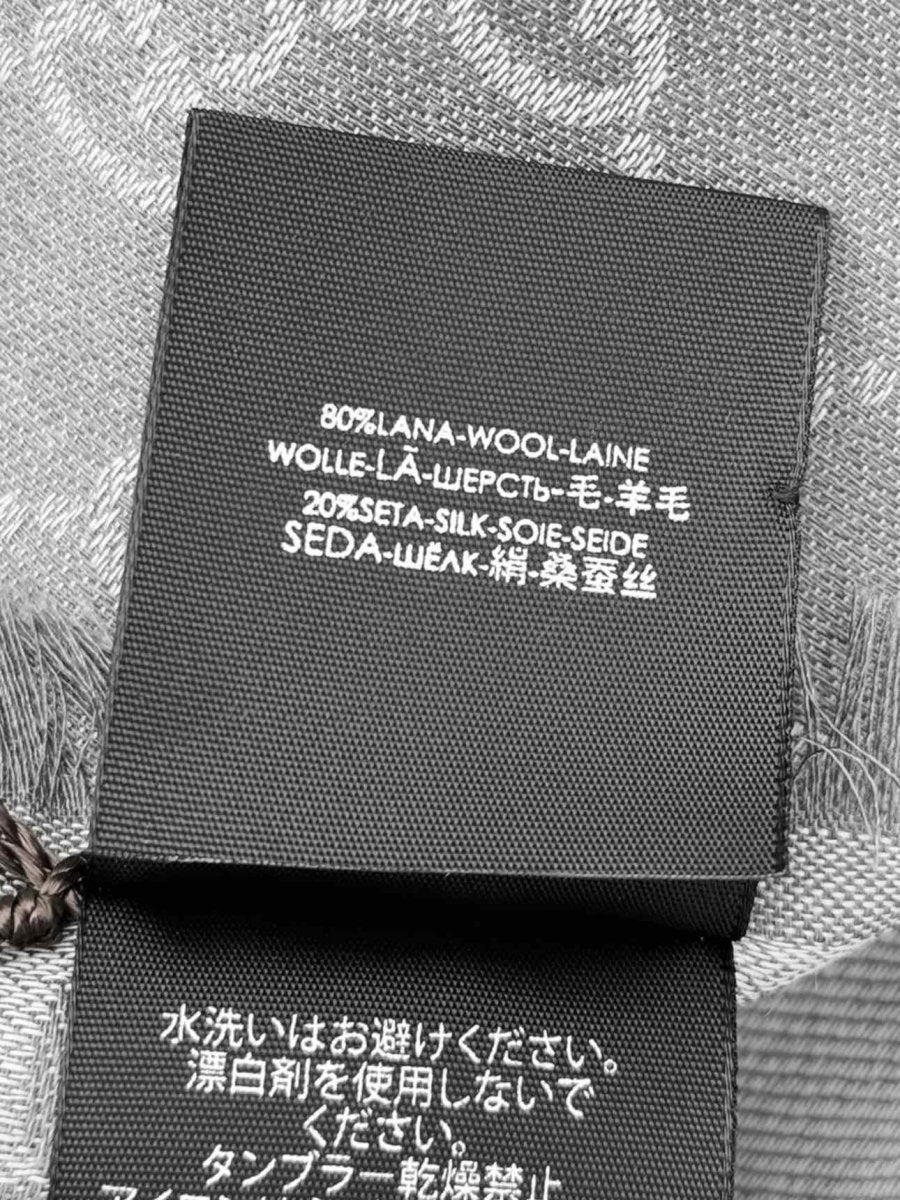 80%LANA-WOOL-LAINE
WOLLE-LÃ-ШЕРСТЬ-毛-羊毛
20%SETA-SILK-SOIE-SEIDE
SEDA-ШЁЛК-絹-桑蚕丝
水洗いはお避けください。
漂白剤を使用しないで
ください。
タンブラー乾燥禁止